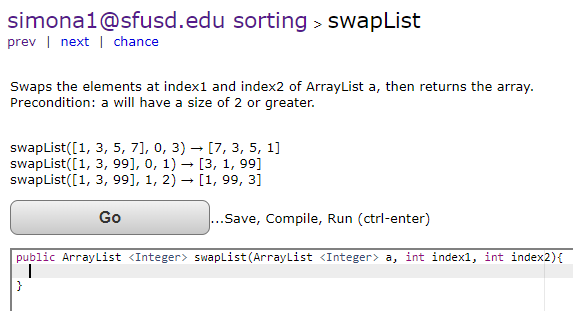 simona1@sfusd.edu sorting > swapList
prev | next | chance
Swaps the elements at index1 and index2 of ArrayList a, then returns the array.
Precondition: a will have a size of 2 or greater.
swapList([1, 3, 5, 7], 0, 3) → [7, 3, 5, 1]
swapList([1, 3, 99], 0, 1) → [3, 1, 99]
swapList([1, 3, 99], 1, 2) → [1, 99, 3]
Go ...Save, Compile, Run (ctrl-enter)
public ArrayList <Integer> swapList(ArrayList <Integer> a, int index1, int index2){
}